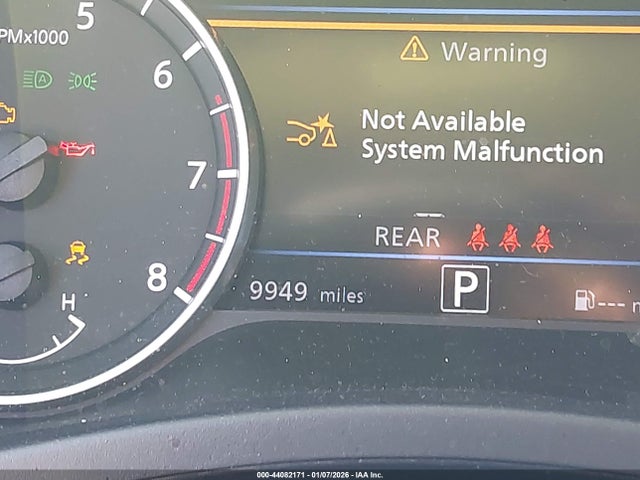 5
PMx1000
6
7
8
H
Warning
Not Available
System Malfunction
REAR
9949 miles
P
---
000-44082171 - 01/07/2026 - IAA Inc.